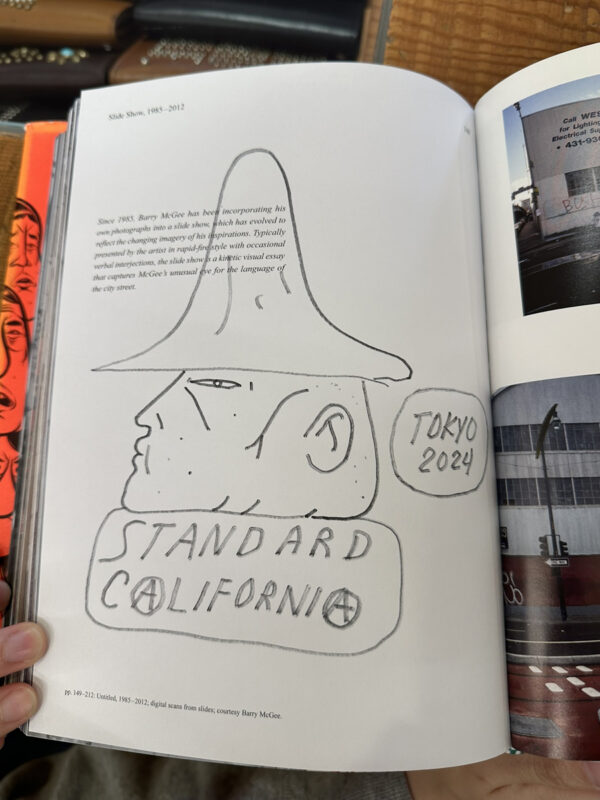 Slide Show, 1985–2012
Since 1985, Barry McGee has been incorporating his
own photographs into a slide show, which has evolved to
reflect the changing imagery of his inspirations. Typically
presented by the artist in rapid-fire style with occasional
verbal interjections, the slide show is a kinetic visual essay
that captures McGee's unusual eye for the language of
the city street.
TOKYO
2024
STANDARD
CALIFORNIA
pp. 149–212: Untitled, 1985–2012; digital scans from slides; courtesy Barry McGee.
Call WES
for Lighting
Electrical Su
• 431-93